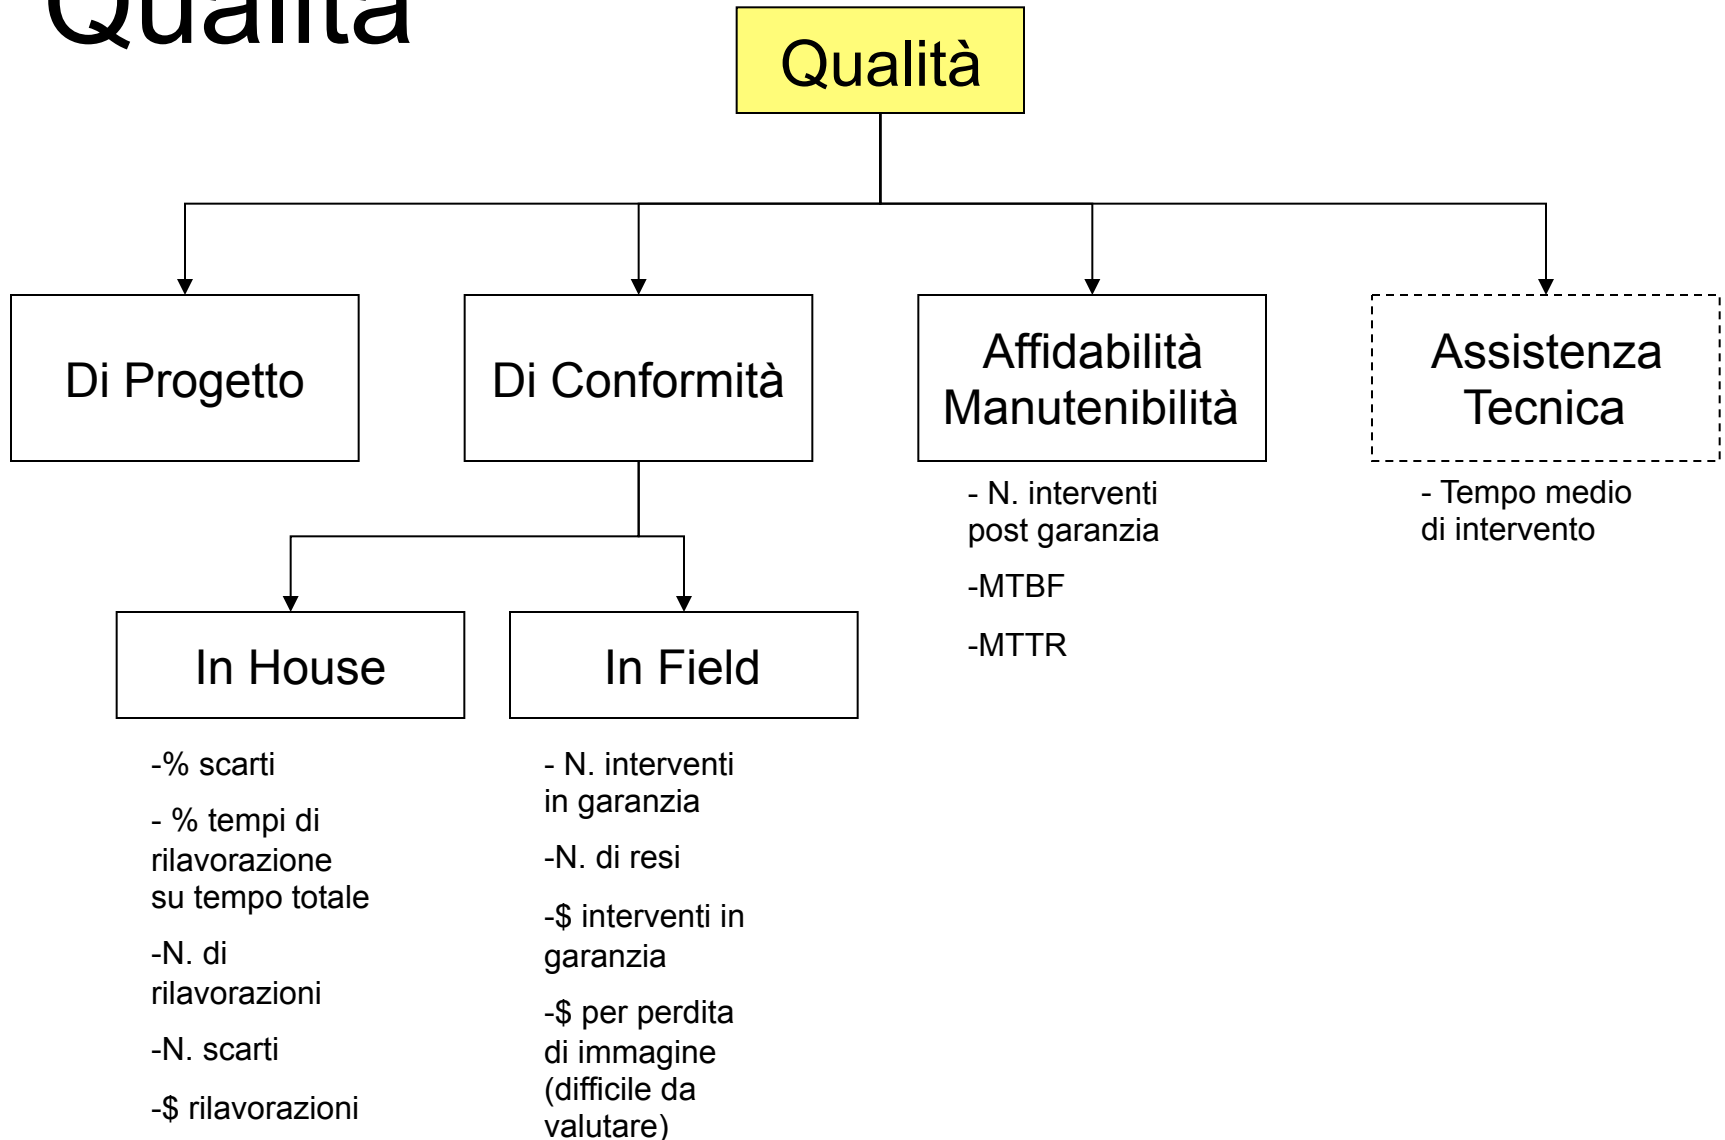 Qualità
Qualità
Di Progetto
Di Conformità
Affidabilità
Manutenibilità
Assistenza
Tecnica
- N. interventi
post garanzia
-MTBF
-MTTR
- Tempo medio
di intervento
In House
In Field
-% scarti
- % tempi di
rilavorazione
su tempo totale
-N. di
rilavorazioni
-N. scarti
-$ rilavorazioni
- N. interventi
in garanzia
-N. di resi
-$ interventi in
garanzia
-$ per perdita
di immagine
(difficile da
valutare)